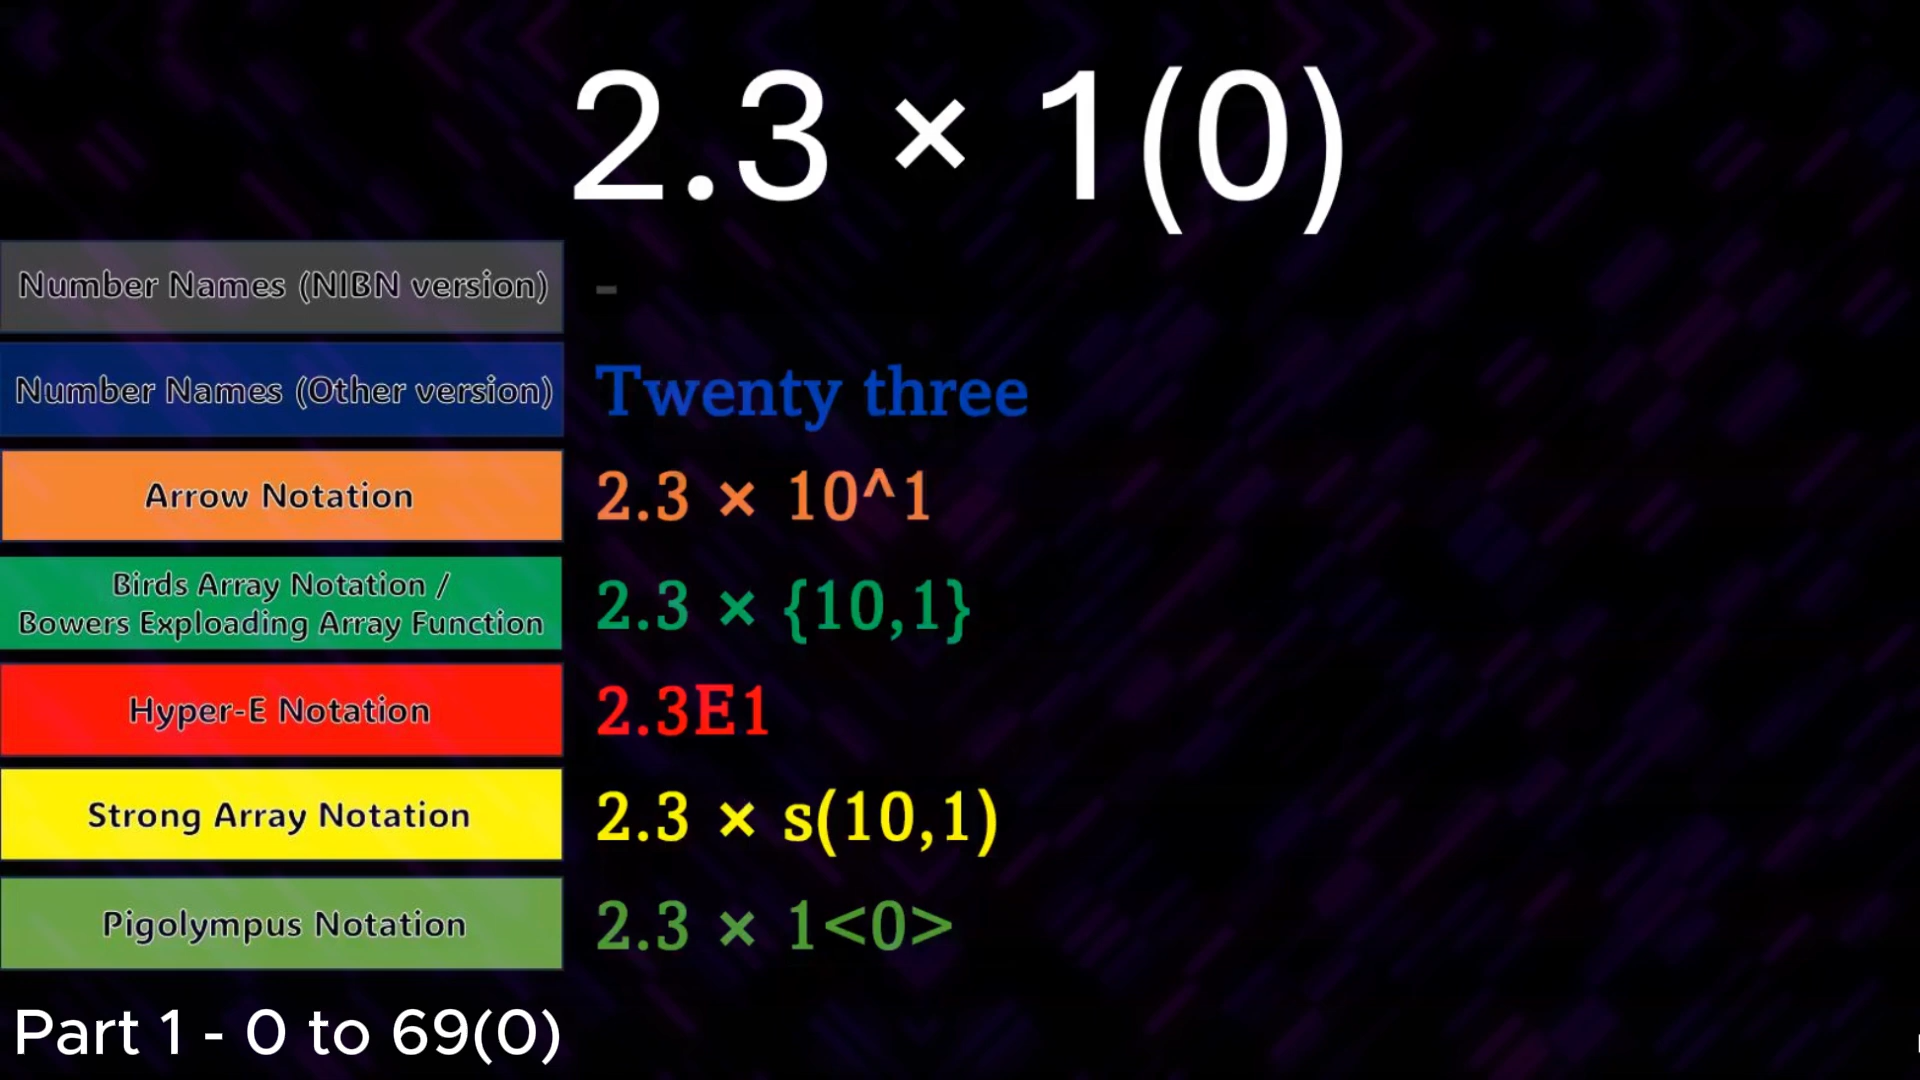 2.3 × 1(0)
Number Names (NIBN version)
-
Number Names (Other version)
Twenty three
Arrow Notation
2.3 × 10^1
Birds Array Notation /
Bowers Exploading Array Function
2.3 × {10,1}
Hyper-E Notation
2.3E1
Strong Array Notation
2.3 × s(10,1)
Pigolympus Notation
2.3 × 1<0>
Part 1 - 0 to 69(0)